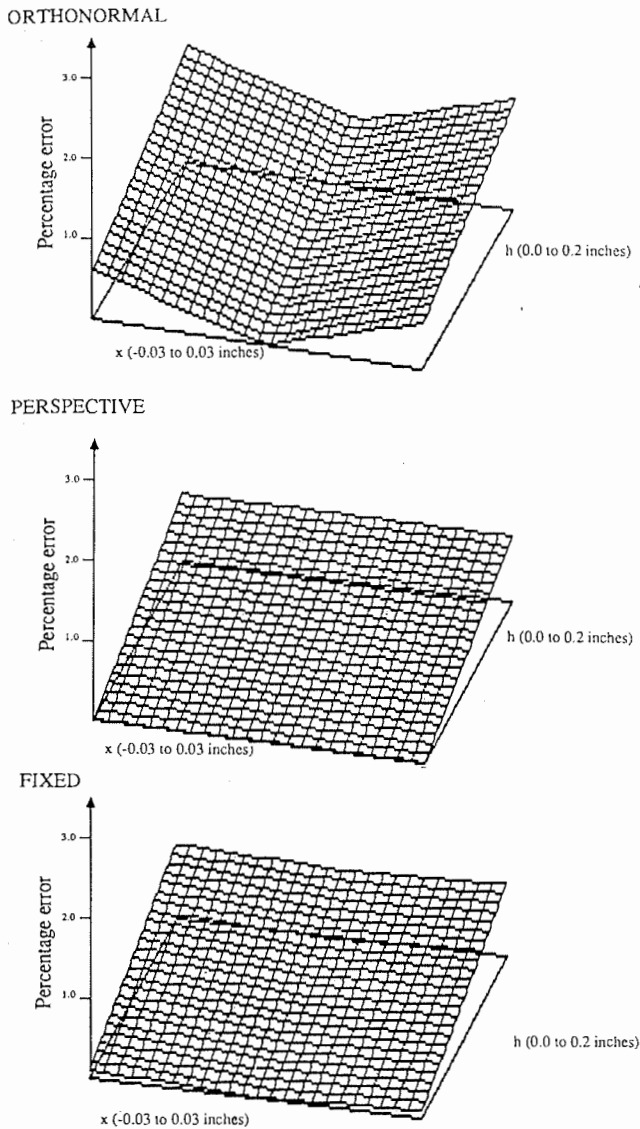 ORTHONORMAL
3.0
2.0
1.0
Percentage error
h (0.0 to 0.2 inches)
x (-0.03 to 0.03 inches)
PERSPECTIVE
3.0
2.0
1.0
Percentage error
h (0.0 to 0.2 inches)
x (-0.03 to 0.03 inches)
FIXED
3.0
2.0
1.0
Percentage error
h (0.0 to 0.2 inches)
x (-0.03 to 0.03 inches)